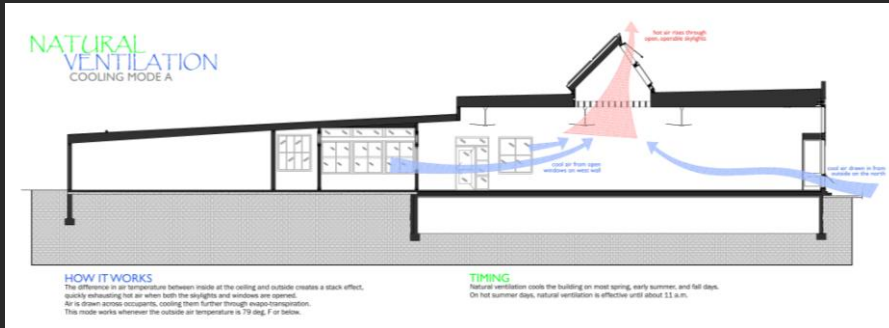 NATURAL
VENTILATION
COOLING MODE A
hot air rises through
open, operable skylights
cool air from open
windows on west wall
cool air drawn in from
outside on the north
HOW IT WORKS
The difference in air temperature between inside at the ceiling and outside creates a stack effect,
quickly exhausting hot air when both the skylights and windows are opened.
Air is drawn across occupants, cooling them further through evapo-transpiration.
This mode works whenever the outside air temperature is 79 deg. F or below.
TIMING
Natural ventilation cools the building on most spring, early summer, and fall days.
On hot summer days, natural ventilation is effective until about 11 a.m.